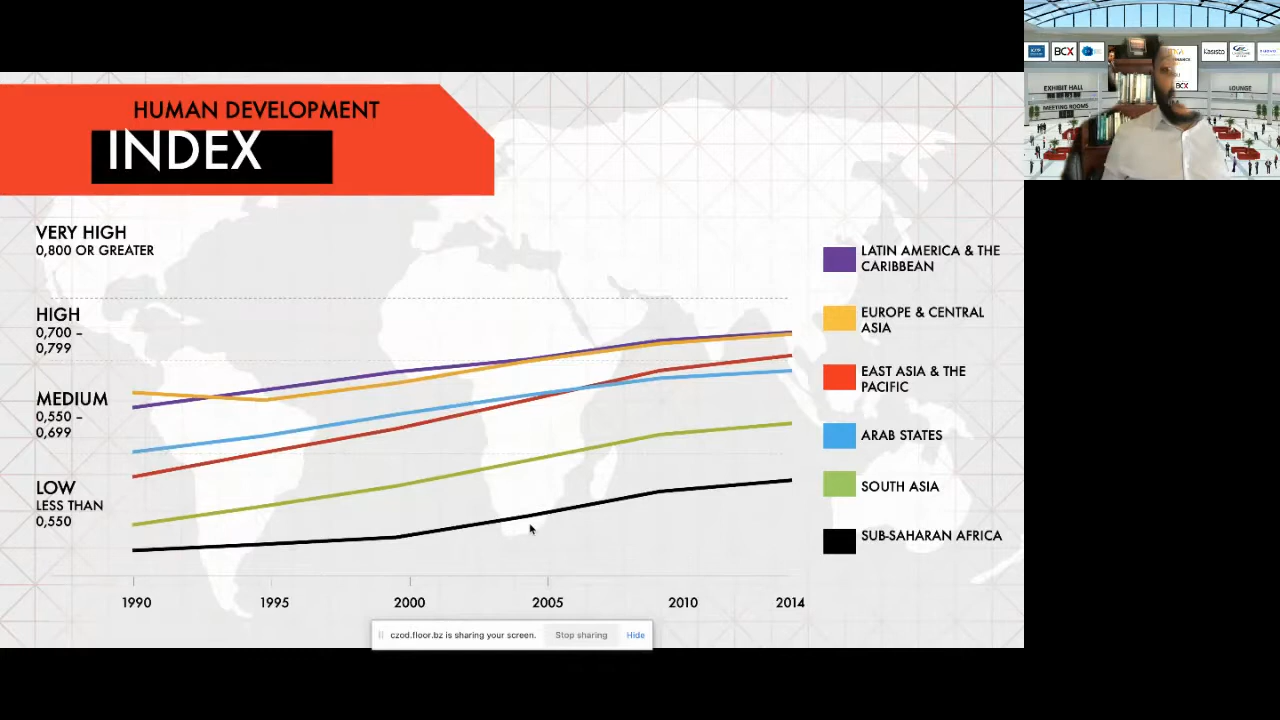 HUMAN DEVELOPMENT
INDEX
VERY HIGH
0,800 OR GREATER
HIGH
0,700 –
0,799
MEDIUM
0,550 –
0,699
LOW
LESS THAN
0,550
1990
1995
2000
2005
2010
2014
LATIN AMERICA & THE
CARIBBEAN
EUROPE & CENTRAL
ASIA
EAST ASIA & THE
PACIFIC
ARAB STATES
SOUTH ASIA
SUB-SAHARAN AFRICA
czod.floor.bz is sharing your screen.
Stop sharing
Hide
BCX
Kasisto
BCX
EXHIBIT HALL
MEETING ROOMS
LOUNGE